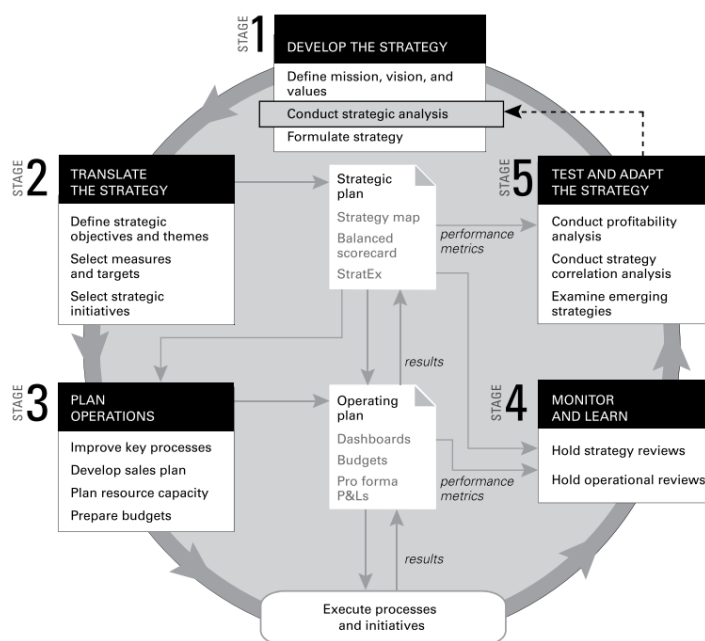 STAGE 1
DEVELOP THE STRATEGY
Define mission, vision, and
values
Conduct strategic analysis
Formulate strategy
STAGE 2
TRANSLATE
THE STRATEGY
Define strategic
objectives and themes
Select measures
and targets
Select strategic
initiatives
Strategic
plan
Strategy map
Balanced
scorecard
StratEx
performance
metrics
STAGE 5
TEST AND ADAPT
THE STRATEGY
Conduct profitability
analysis
Conduct strategy
correlation analysis
Examine emerging
strategies
results
STAGE 3
PLAN
OPERATIONS
Improve key processes
Develop sales plan
Plan resource capacity
Prepare budgets
Operating
plan
Dashboards
Budgets
Pro forma
P&Ls
performance
metrics
STAGE 4
MONITOR
AND LEARN
Hold strategy reviews
Hold operational reviews
results
Execute processes
and initiatives